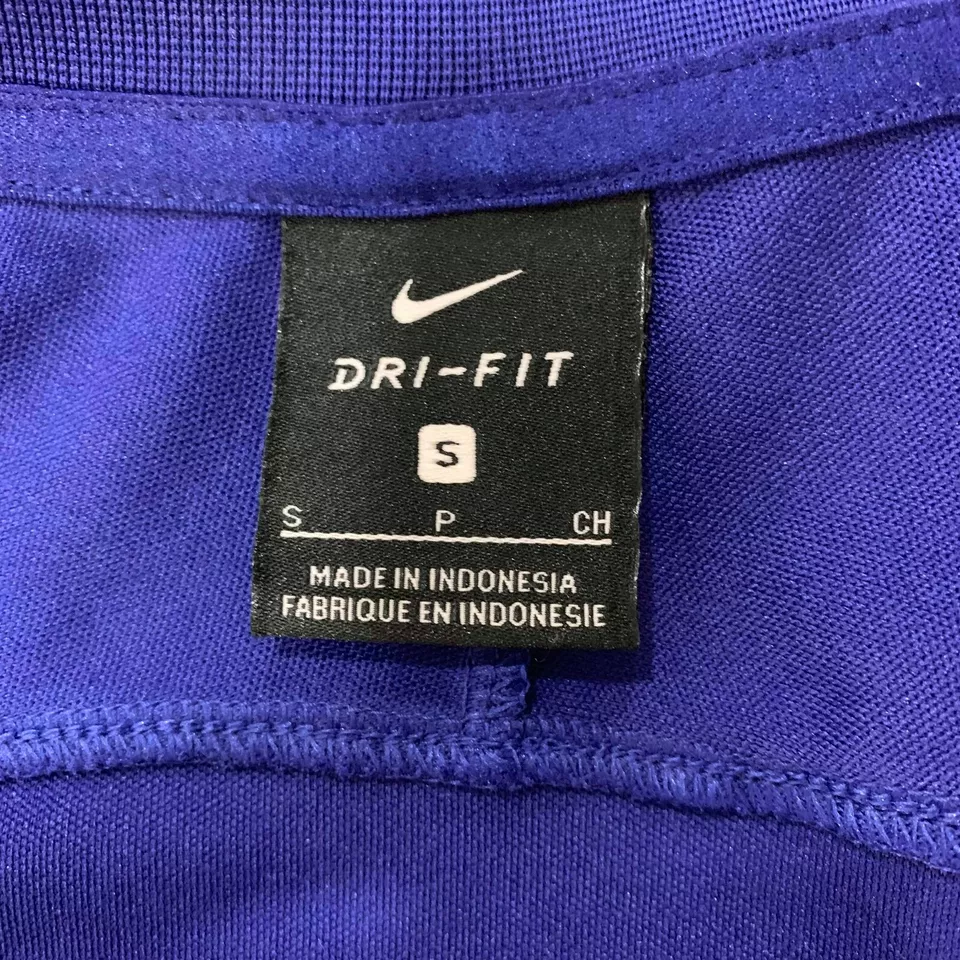 DRI-FIT
S
S P CH
MADE IN INDONESIA
FABRIQUE EN INDONESIE